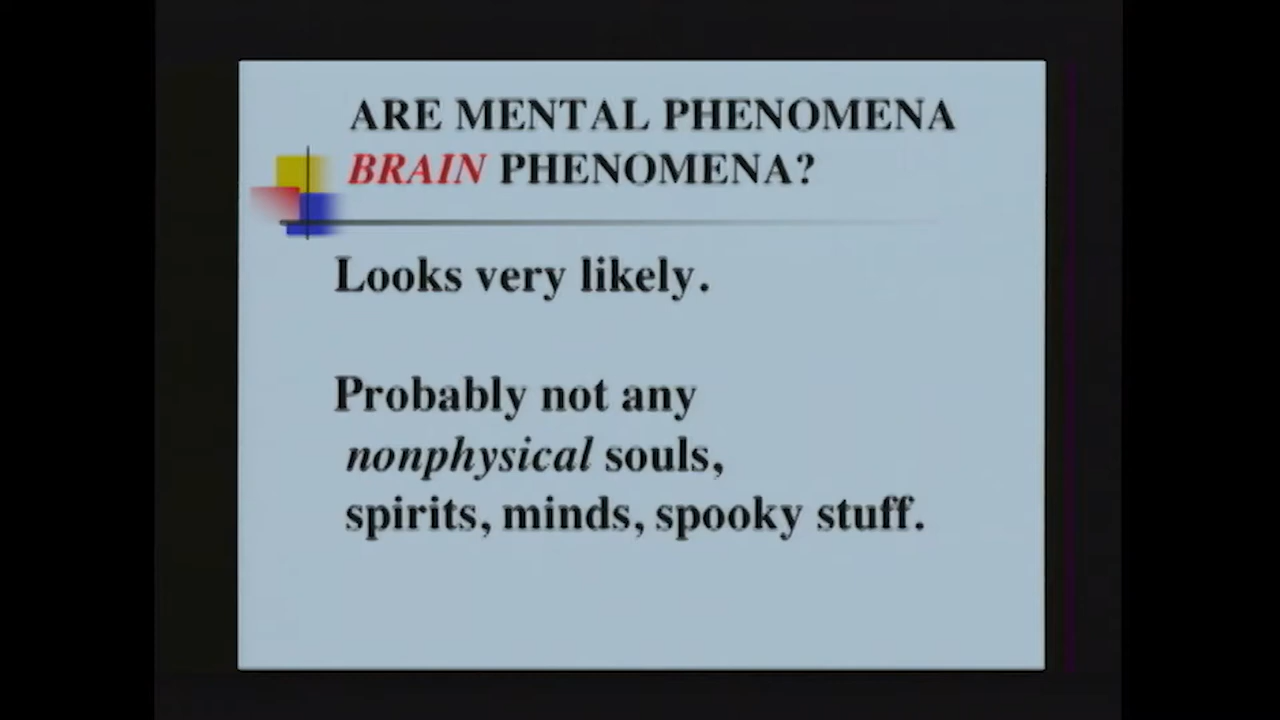 ARE MENTAL PHENOMENA
BRAIN PHENOMENA?
Looks very likely.
Probably not any
nonphysical souls,
spirits, minds, spooky stuff.